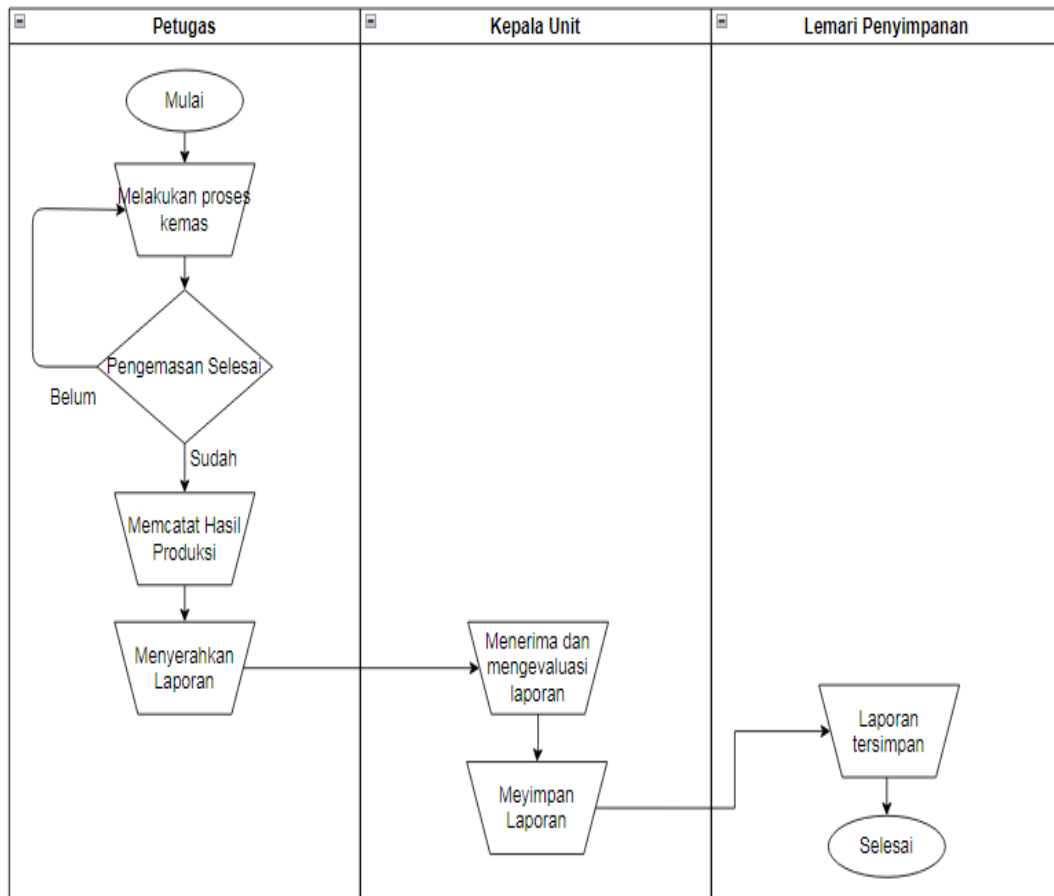 Petugas
Kepala Unit
Lemari Penyimpanan
Mulai
Melakukan proses
kemas
Pengemasan Selesai
Belum
Sudah
Memcatat Hasil
Produksi
Menyerahkan
Laporan
Menerima dan
mengevaluasi
laporan
Meyimpan
Laporan
Laporan
tersimpan
Selesai